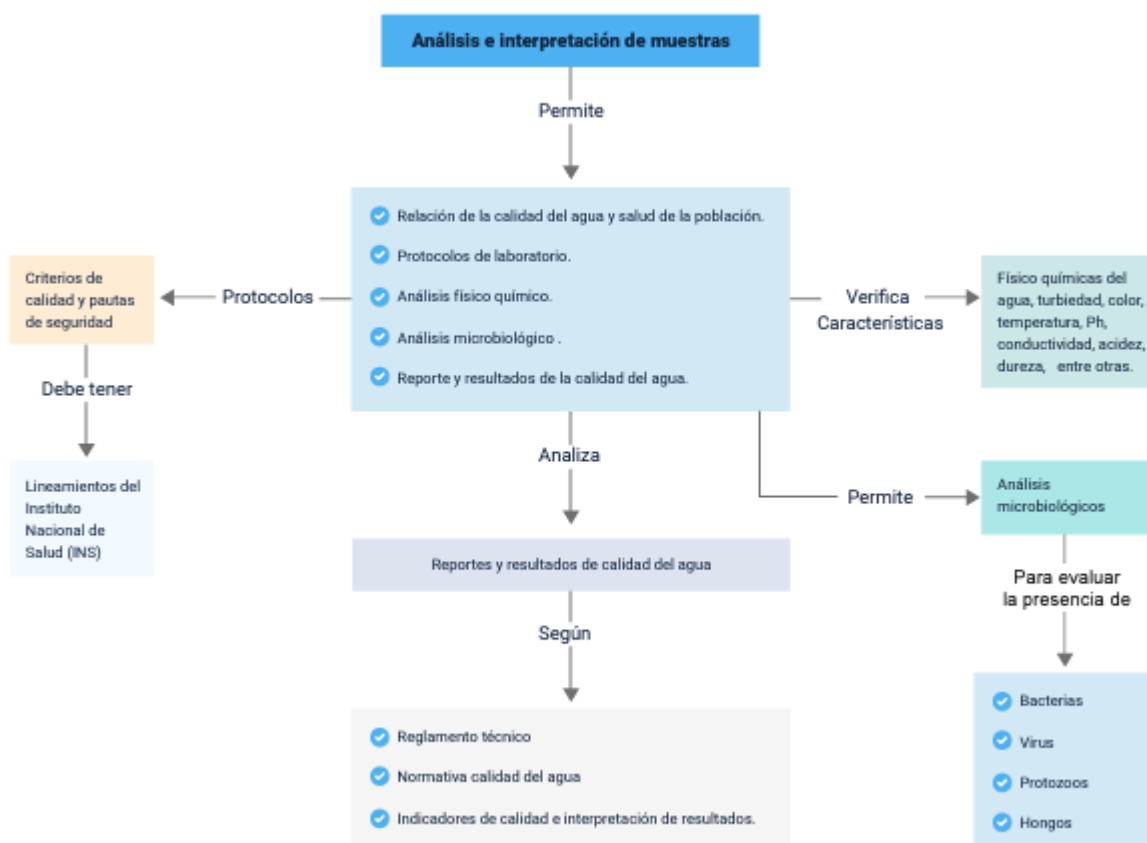 Análisis e interpretación de muestras
Permite
Relación de la calidad del agua y salud de la población.
Protocolos de laboratorio.
Análisis físico químico.
Análisis microbiológico .
Reporte y resultados de la calidad del agua.
Protocolos
Criterios de
calidad y pautas
de seguridad
Debe tener
Lineamientos del
Instituto
Nacional de
Salud (INS)
Verifica
Características
Físico químicas del
agua, turbiedad, color,
temperatura, Ph,
conductividad, acidez,
dureza, entre otras.
Analiza
Reportes y resultados de calidad del agua
Según
Reglamento técnico
Normativa calidad del agua
Indicadores de calidad e interpretación de resultados.
Permite
Análisis
microbiológicos
Para evaluar
la presencia de
Bacterias
Virus
Protozoos
Hongos